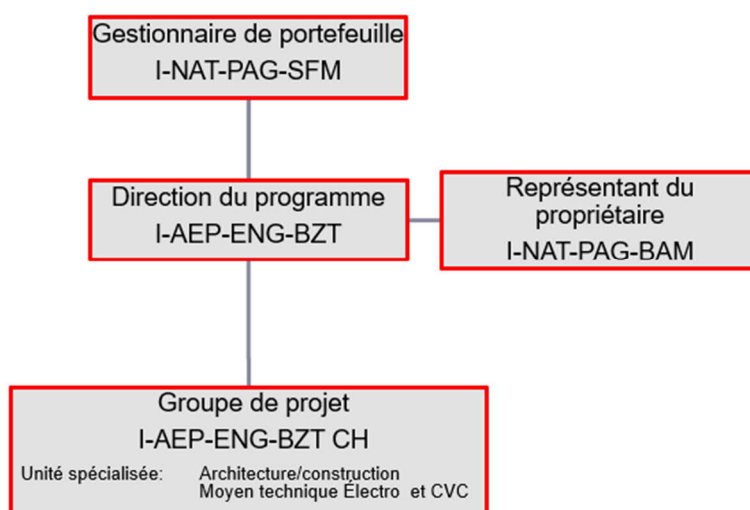 Gestionnaire de portefeuille
I-NAT-PAG-SFM
Direction du programme
I-AEP-ENG-BZT
Représentant du
propriétaire
I-NAT-PAG-BAM
Groupe de projet
I-AEP-ENG-BZT CH
Unité spécialisée: Architecture/construction
Moyen technique Électro et CVC